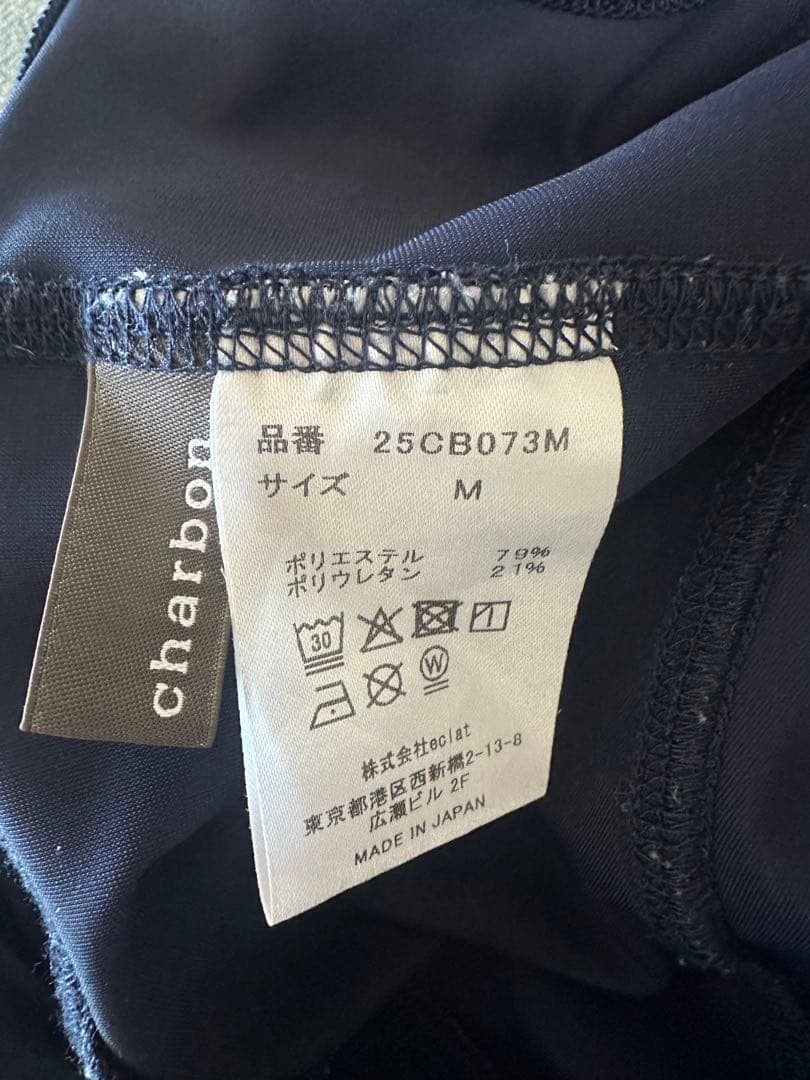 charbon
品番 25CB073M
サイズ M
ポリエステル 79%
ポリウレタン 21%
30
W
株式会社eclat
東京都港区西新橋2-13-8
広瀬ビル 2F
MADE IN JAPAN